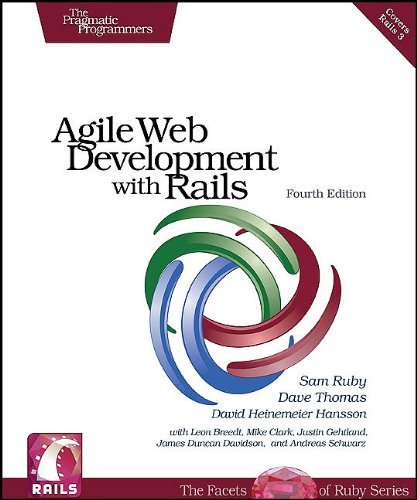 The
Pragmatic
Programmers
Covers
Rails 3
Agile Web
Development
with Rails
Fourth Edition
Sam Ruby
Dave Thomas
David Heinemeier Hansson
with Leon Breedt, Mike Clark, Justin Gehtland,
James Duncan Davidson, and Andreas Schwarz
RAILS
The Facets of Ruby Series